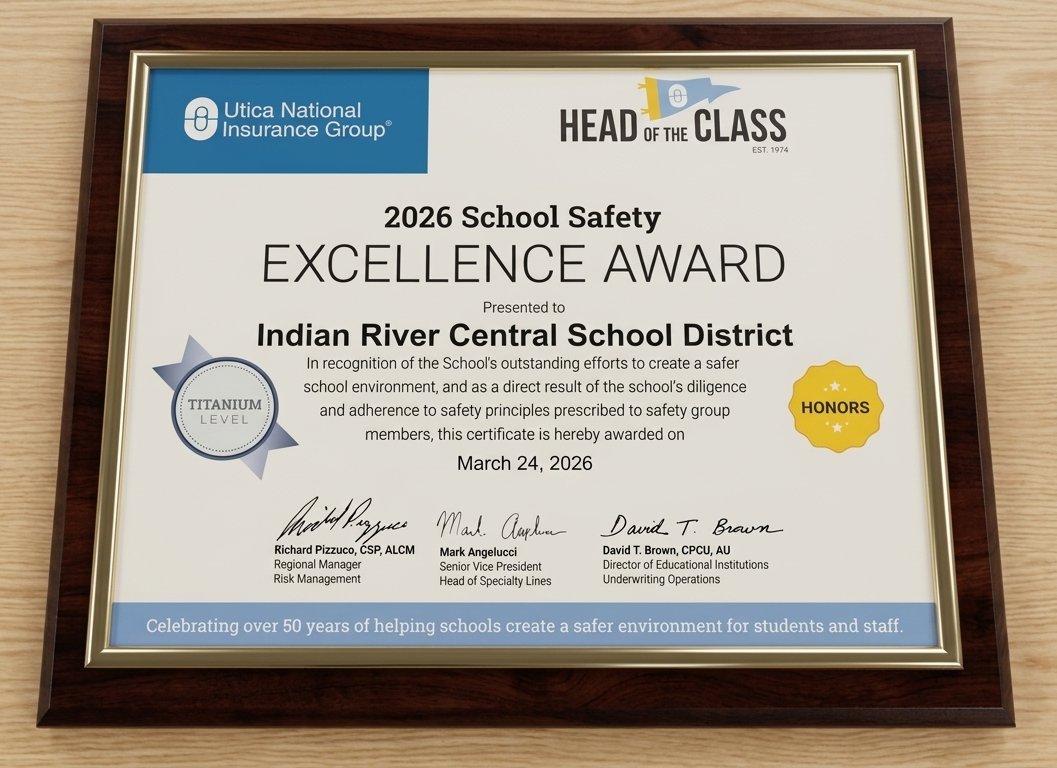 Utica National
Insurance Group®
HEAD OF THE CLASS
EST. 1974
2026 School Safety
EXCELLENCE AWARD
Presented to
Indian River Central School District
In recognition of the School's outstanding efforts to create a safer
school environment, and as a direct result of the school's diligence
and adherence to safety principles prescribed to safety group
members, this certificate is hereby awarded on
March 24, 2026
TITANIUM
LEVEL
HONORS
Richard Pizzuco
Mark Angelucci
David T. Brown
Richard Pizzuco, CSP, ALCM
Regional Manager
Risk Management
Mark Angelucci
Senior Vice President
Head of Specialty Lines
David T. Brown, CPCU, AU
Director of Educational Institutions
Underwriting Operations
Celebrating over 50 years of helping schools create a safer environment for students and staff.